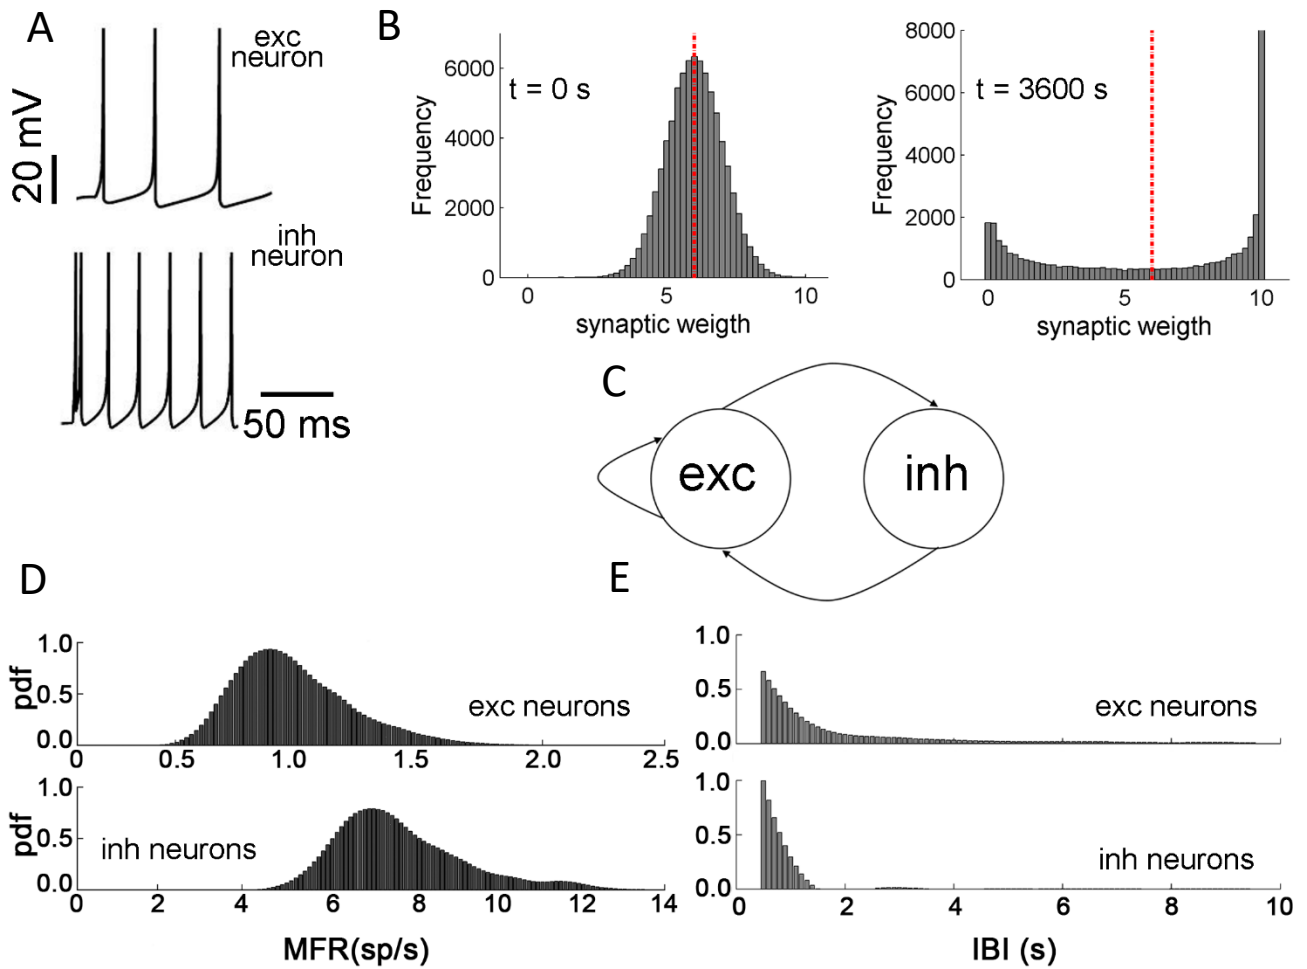 A
exc
neuron
20 mV
inh
neuron
50 ms
B
Frequency
6000
4000
2000
0
t = 0 s
0
5
10
synaptic weigth
Frequency
8000
6000
4000
2000
0
t = 3600 s
0
5
10
synaptic weigth
C
exc
inh
D
pdf
1.0
0.5
0.0
exc neurons
0
0.5
1.0
1.5
2.0
2.5
pdf
1.0
0.5
0.0
inh neurons
0
2
4
6
8
10
12
14
MFR(sp/s)
E
1.0
0.5
0.0
exc neurons
1.0
0.5
0.0
inh neurons
0
2
4
6
8
10
IBI (s)